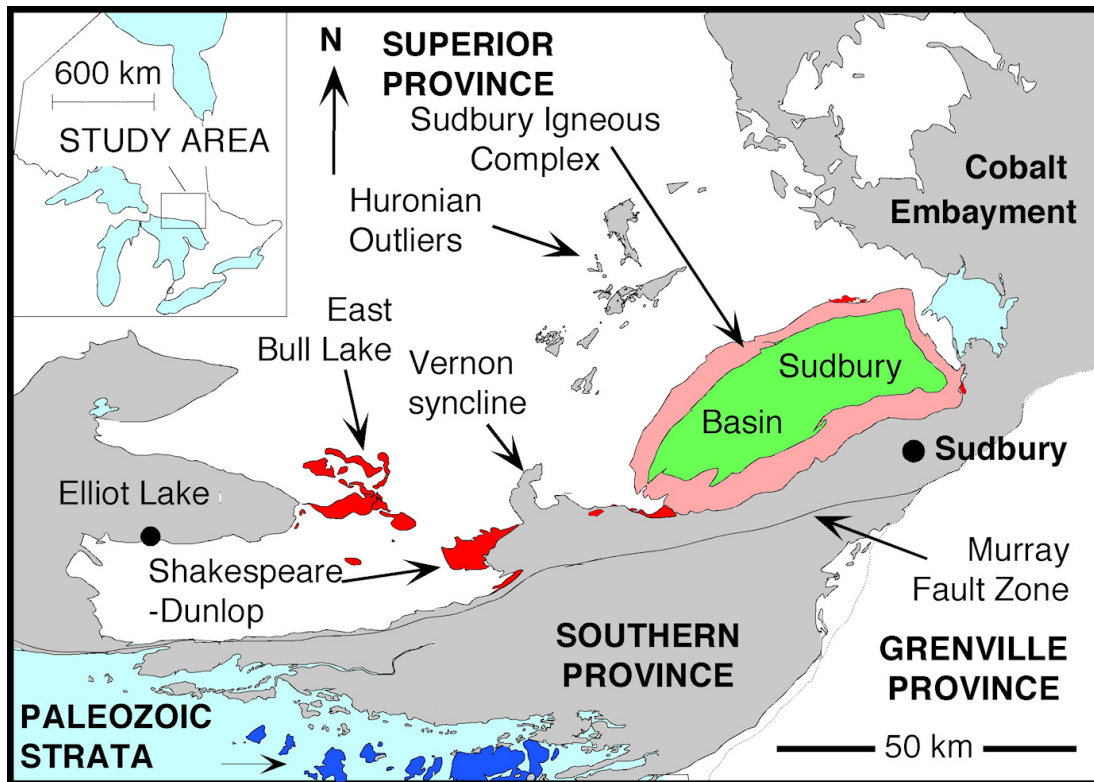 600 km
STUDY AREA
N
SUPERIOR
PROVINCE
Sudbury Igneous
Complex
Huronian
Outliers
Cobalt
Embayment
East
Bull Lake
Vernon
syncline
Sudbury
Basin
Sudbury
Elliot Lake
Shakespeare
-Dunlop
Murray
Fault Zone
SOUTHERN
PROVINCE
GRENVILLE
PROVINCE
PALEOZOIC
STRATA
50 km